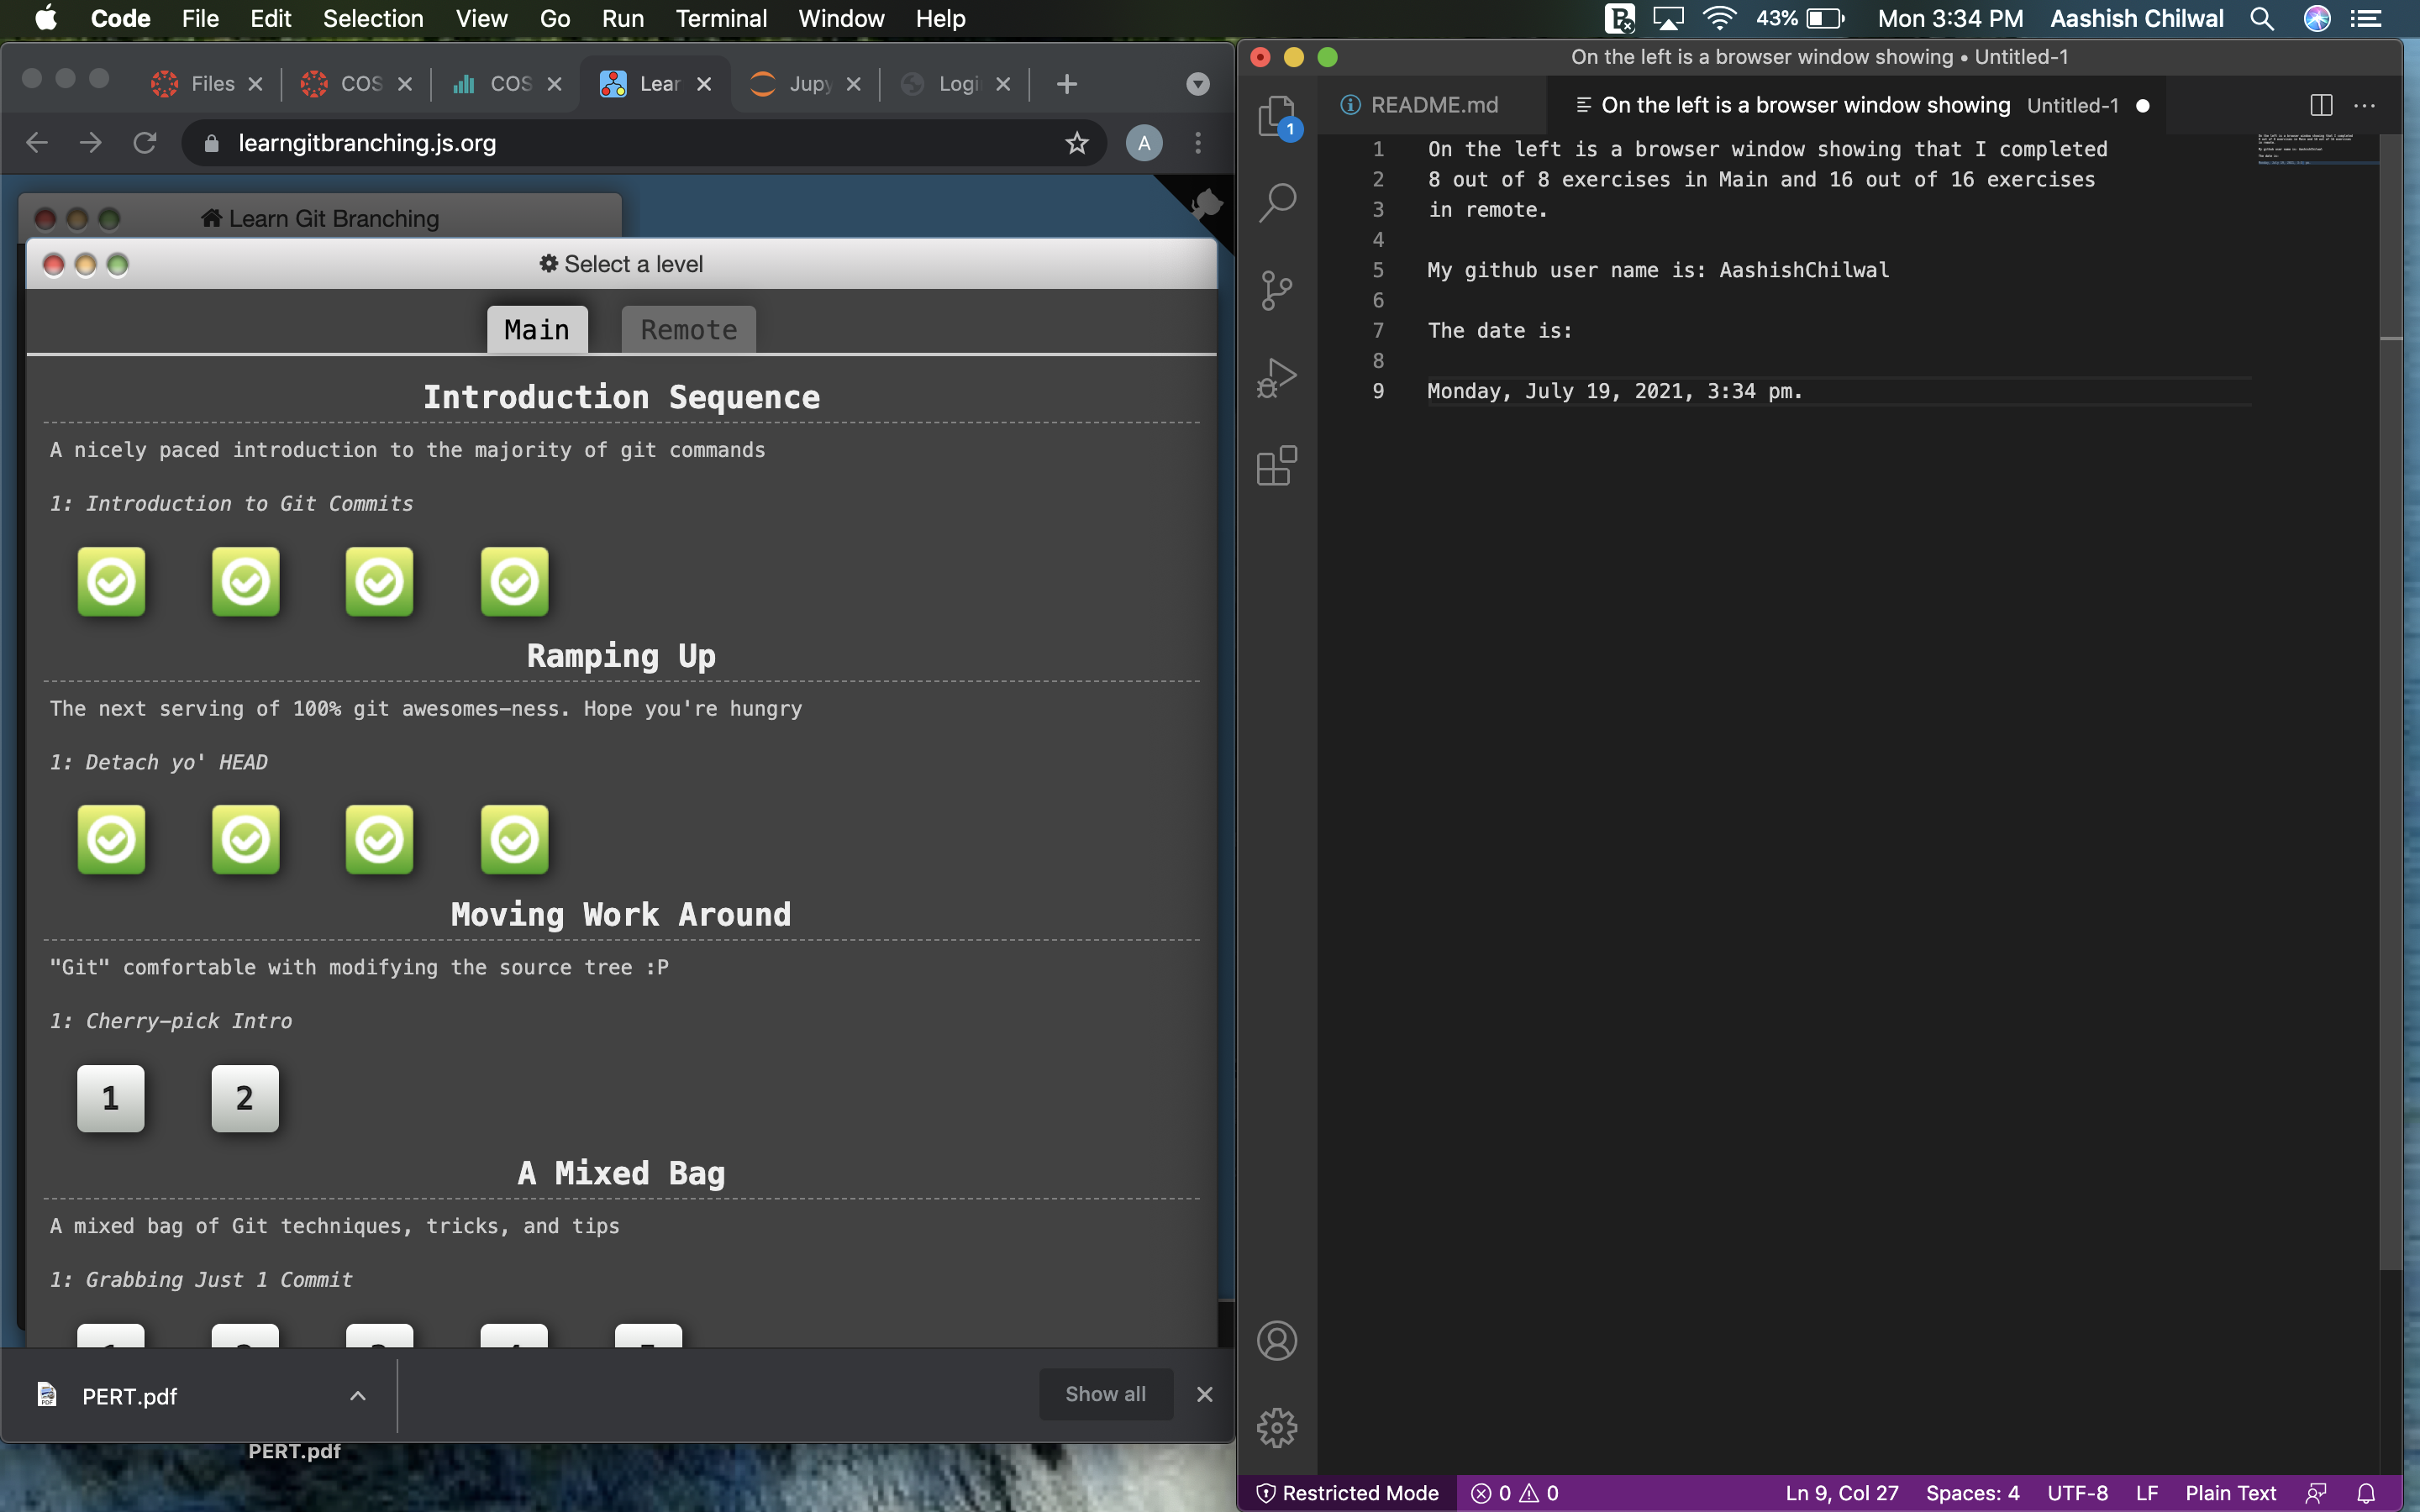 Code File Edit Selection View Go Run Terminal Window Help
43% Mon 3:34 PM Aashish Chilwal
Files COS COS Lear Jupy Logi
learngitbranching.js.org
A
Learn Git Branching
Select a level
Main Remote
Introduction Sequence
A nicely paced introduction to the majority of git commands
1: Introduction to Git Commits
Ramping Up
The next serving of 100% git awesomes-ness. Hope you're hungry
1: Detach yo' HEAD
Moving Work Around
"Git" comfortable with modifying the source tree :P
1: Cherry-pick Intro
1 2
A Mixed Bag
A mixed bag of Git techniques, tricks, and tips
1: Grabbing Just 1 Commit
PERT.pdf
Show all
PERT.pdf
On the left is a browser window showing • Untitled-1
README.md
On the left is a browser window showing Untitled-1
1
1 On the left is a browser window showing that I completed
2 8 out of 8 exercises in Main and 16 out of 16 exercises
3 in remote.
4
5 My github user name is: AashishChilwal
6
7 The date is:
8
9 Monday, July 19, 2021, 3:34 pm.
Restricted Mode 0 0 Ln 9, Col 27 Spaces: 4 UTF-8 LF Plain Text